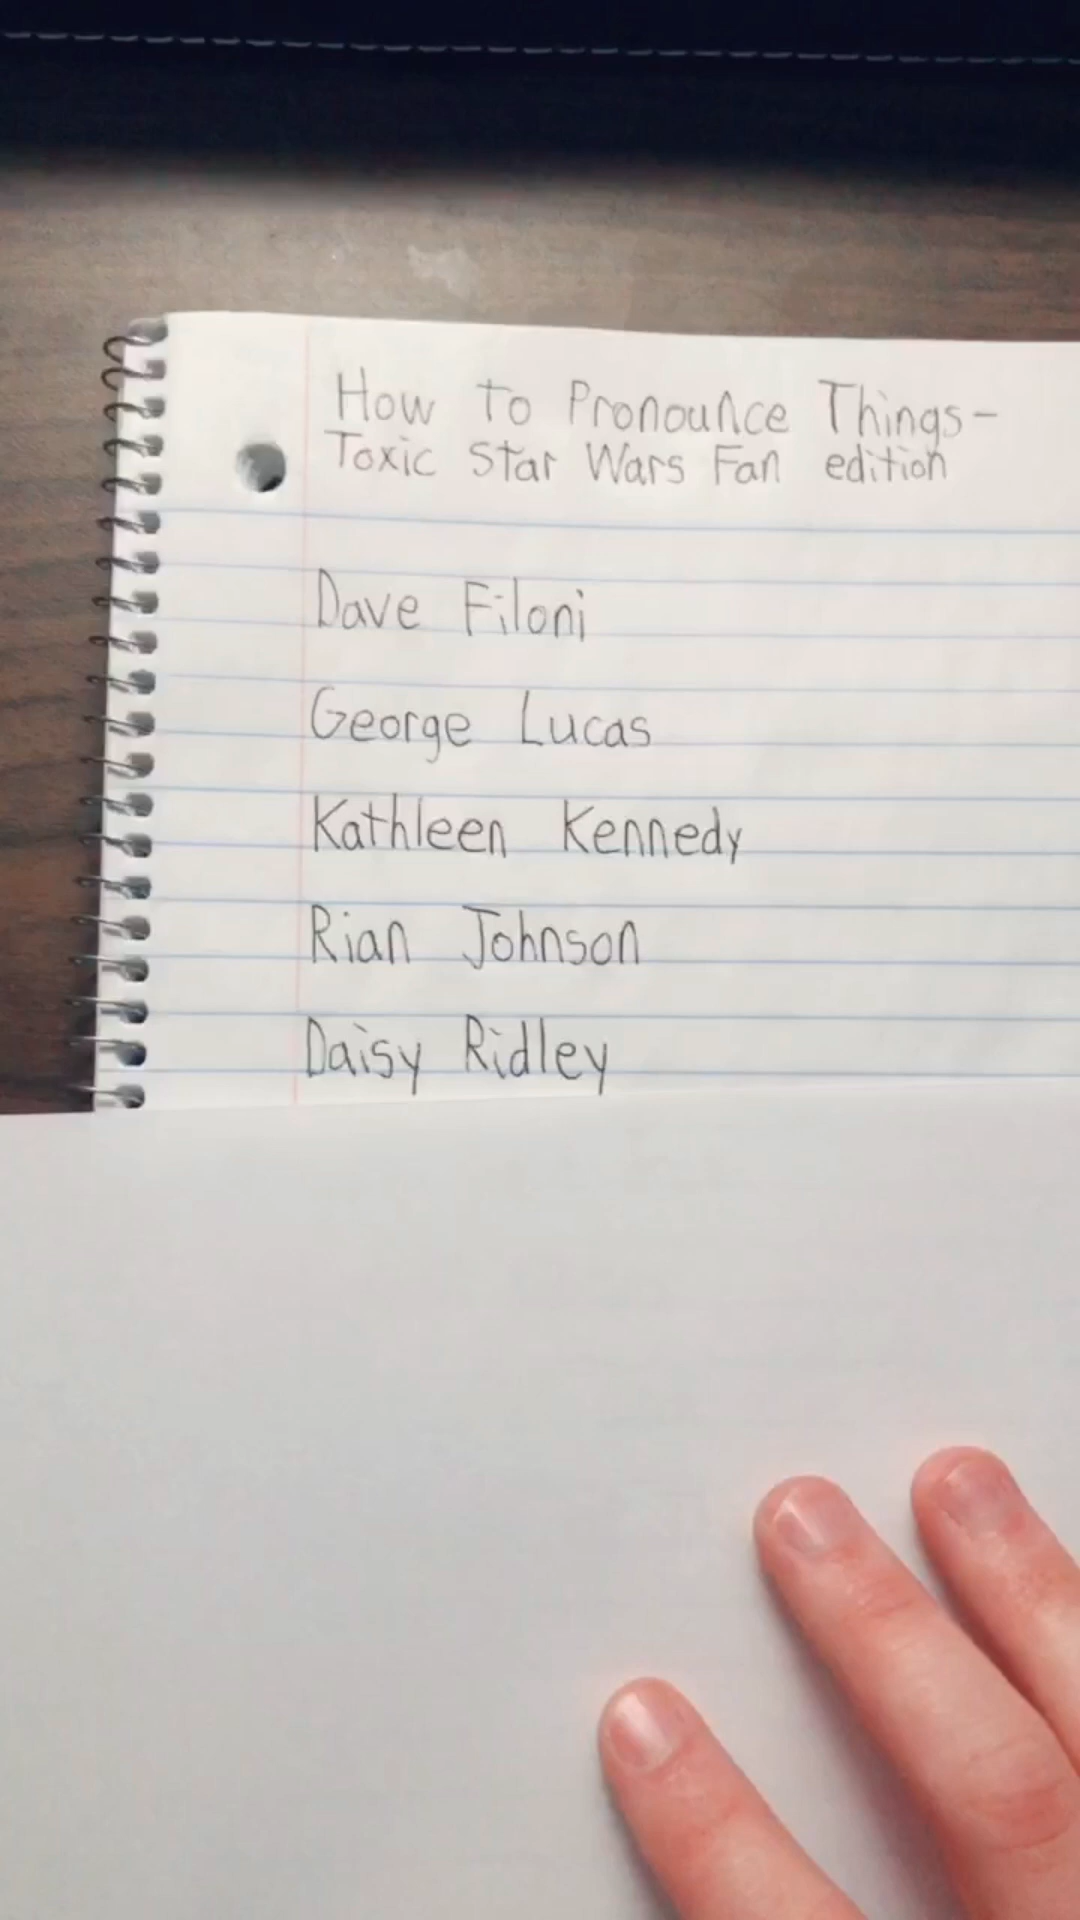 How to Pronounce Things-
Toxic Star Wars Fan edition
Dave Filoni
George Lucas
Kathleen Kennedy
Rian Johnson
Daisy Ridley